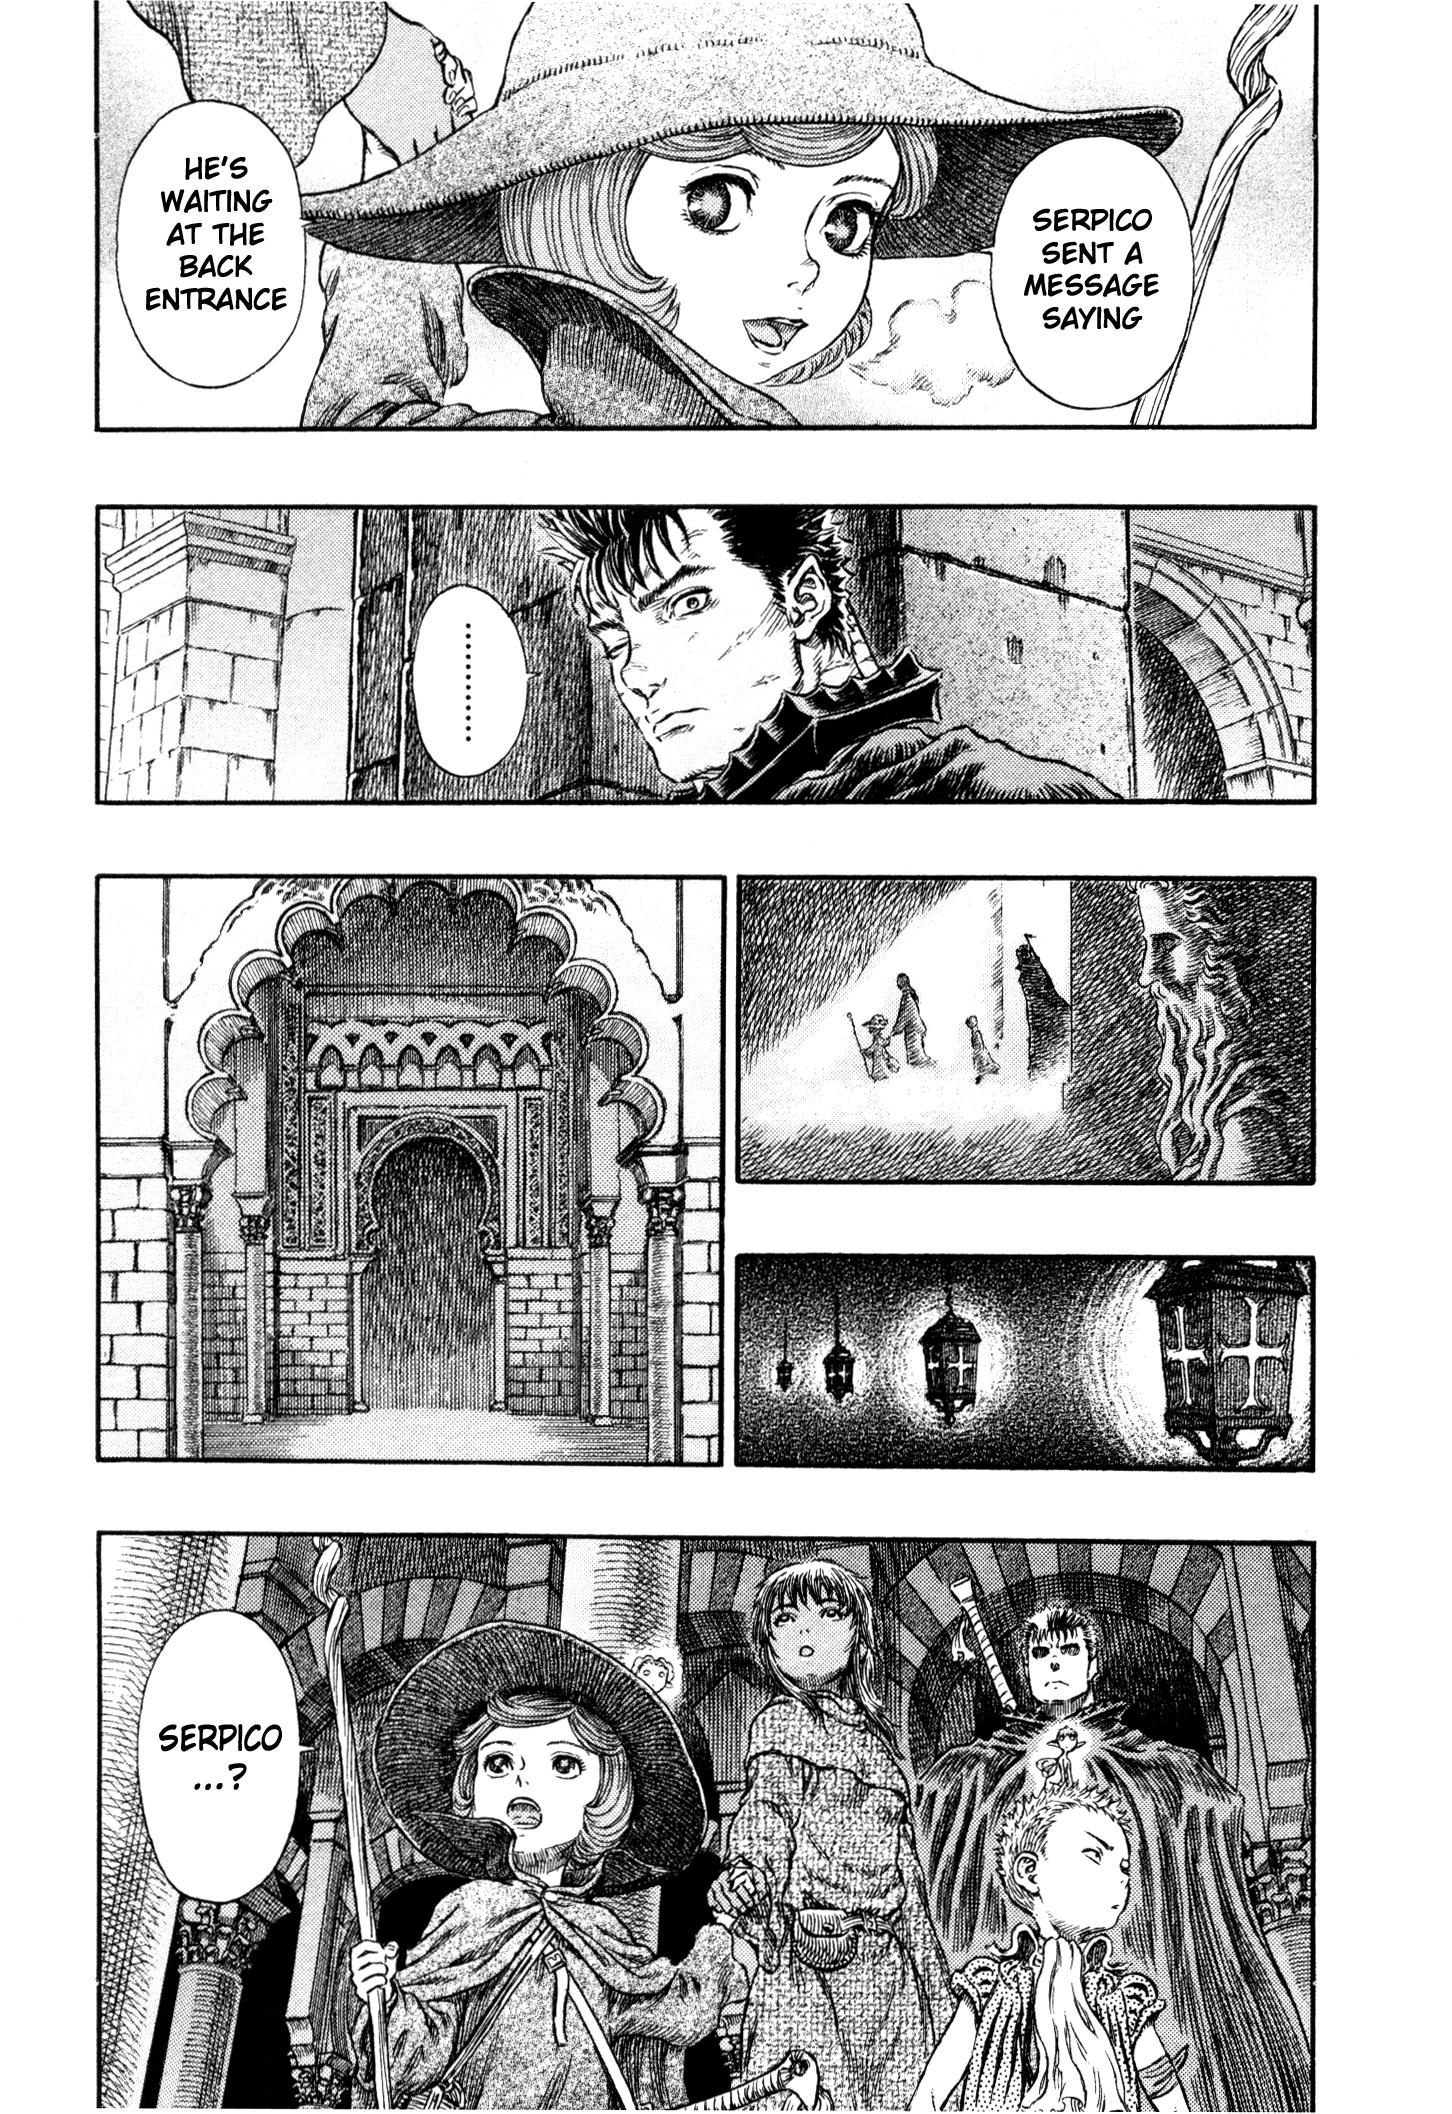 SERPICO
SENT A
MESSAGE
SAYING
HE'S
WAITING
AT THE
BACK
ENTRANCE
.........
SERPICO
...?